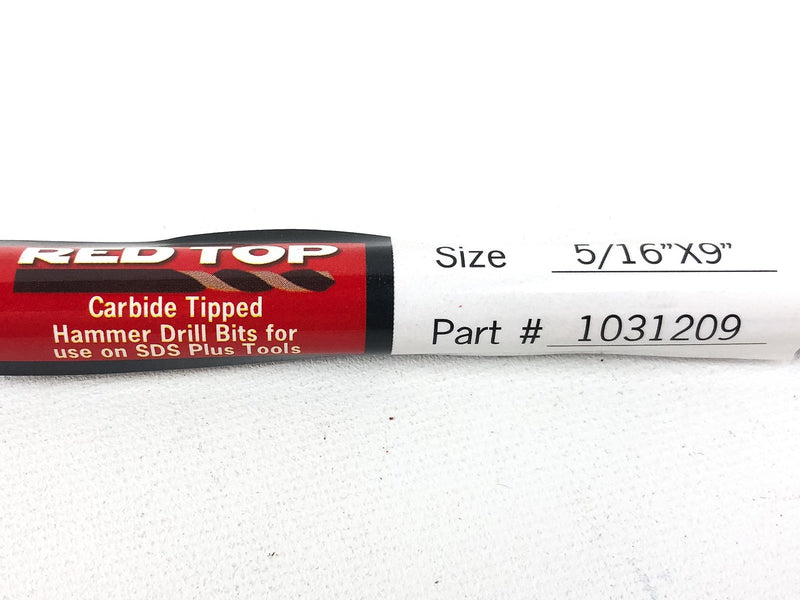 RED TOP
Carbide Tipped
Hammer Drill Bits for
use on SDS Plus Tools
Size 5/16"X9"
Part # 1031209